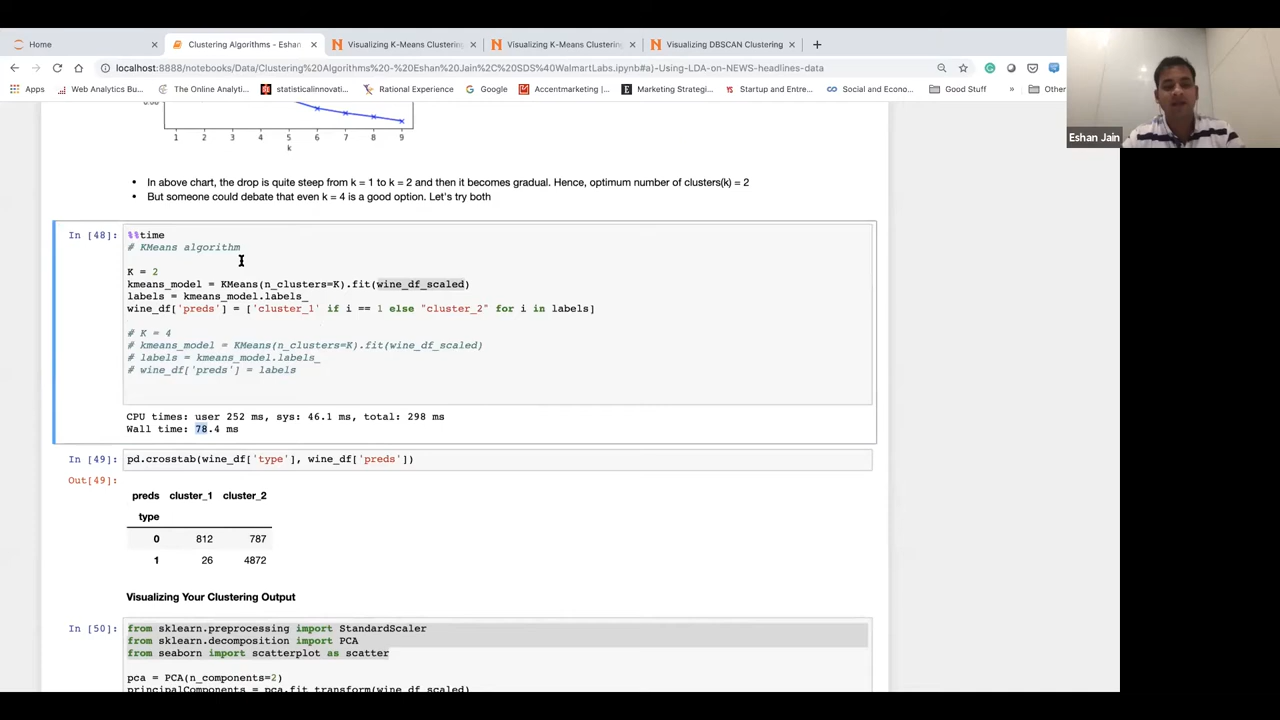 Home
Clustering Algorithms - Eshan
Visualizing K-Means Clustering
Visualizing K-Means Clustering
Visualizing DBSCAN Clustering
localhost:8888/notebooks/Data/Clustering%20Algorithms%20-%20Eshan%20Jain%2C%20SDS%40WalmartLabs.ipynb#a)-Using-LDA-on-NEWS-headlines-data
Apps
Web Analytics Bu...
The Online Analyti...
statisticalinnovati...
Rational Experience
Google
Accentmarketing |...
Marketing Strategi...
Startup and Entre...
Social and Econo...
Good Stuff
»
Other
Eshan Jain
1 2 3 4 5 6 7 8 9
k
• In above chart, the drop is quite steep from k = 1 to k = 2 and then it becomes gradual. Hence, optimum number of clusters(k) = 2
• But someone could debate that even k = 4 is a good option. Let's try both
In [48]:
%%time
# KMeans algorithm
K = 2
kmeans_model = KMeans(n_clusters=K).fit(wine_df_scaled)
labels = kmeans_model.labels_
wine_df['preds'] = ['cluster_1' if i == 1 else "cluster_2" for i in labels]
# K = 4
# kmeans_model = KMeans(n_clusters=K).fit(wine_df_scaled)
# labels = kmeans_model.labels_
# wine_df['preds'] = labels
CPU times: user 252 ms, sys: 46.1 ms, total: 298 ms
Wall time: 78.4 ms
In [49]:
pd.crosstab(wine_df['type'], wine_df['preds'])
Out[49]:
preds cluster_1 cluster_2
type
0 812 787
1 26 4872
Visualizing Your Clustering Output
In [50]:
from sklearn.preprocessing import StandardScaler
from sklearn.decomposition import PCA
from seaborn import scatterplot as scatter
pca = PCA(n_components=2)
principalComponents = pca.fit_transform(wine_df_scaled)